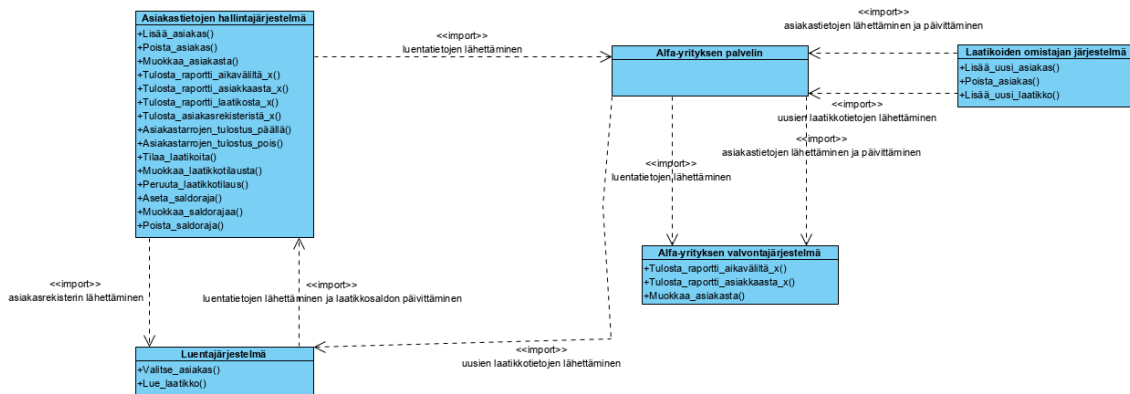 Asiakastietojen hallintajärjestelmä
+Lisää_asiakas()
+Poista_asiakas()
+Muokkaa_asiakasta()
+Tulosta_raportti_aikaväliltä_x()
+Tulosta_raportti_asiakkaasta_x()
+Tulosta_raportti_laatikosta_x()
+Tulosta_asiakasrekisteristä_x()
+Asiakastarrojen_tulostus_päällä()
+Asiakastarrojen_tulostus_pois()
+Tilaa_laatikoita()
+Muokkaa_laatikkotilausta()
+Peruuta_laatikkotilaus()
+Aseta_saldoraja()
+Muokkaa_saldorajaa()
+Poista_saldoraja()
<<import>>
luentatietojen lähettäminen
Alfa-yrityksen palvelin
<<import>>
asiakastietojen lähettäminen ja päivittäminen
Laatikoiden omistajan järjestelmä
+Lisää_uusi_asiakas()
+Poista_asiakas()
+Lisää_uusi_laatikko()
<<import>>
uusien laatikkotietojen lähettäminen
<<import>>
asiakastietojen lähettäminen ja päivittäminen
<<import>>
luentatietojen lähettäminen
Alfa-yrityksen valvontajärjestelmä
+Tulosta_raportti_aikaväliltä_x()
+Tulosta_raportti_asiakkaasta_x()
+Muokkaa_asiakasta()
<<import>>
asiakasrekisterin lähettäminen
<<import>>
luentatietojen lähettäminen ja laatikkosaldon päivittäminen
<<import>>
uusien laatikkotietojen lähettäminen
Luentajärjestelmä
+Valitse_asiakas()
+Lue_laatikko()